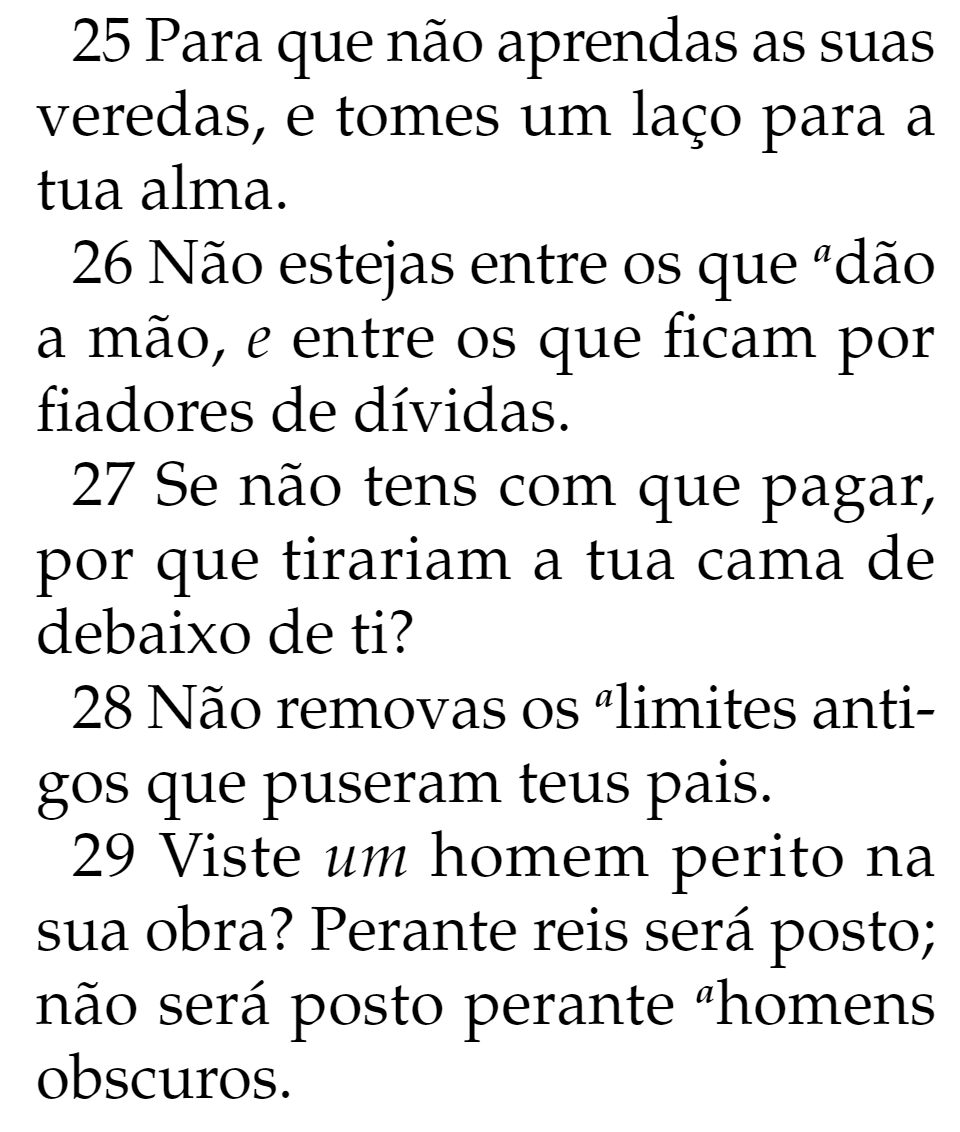 25 Para que não aprendas as suas
veredas, e tomes um laço para a
tua alma.
26 Não estejas entre os que ᵃdão
a mão, e entre os que ficam por
fiadores de dívidas.
27 Se não tens com que pagar,
por que tirariam a tua cama de
debaixo de ti?
28 Não removas os ᵃlimites anti-
gos que puseram teus pais.
29 Viste um homem perito na
sua obra? Perante reis será posto;
não será posto perante ᵃhomens
obscuros.